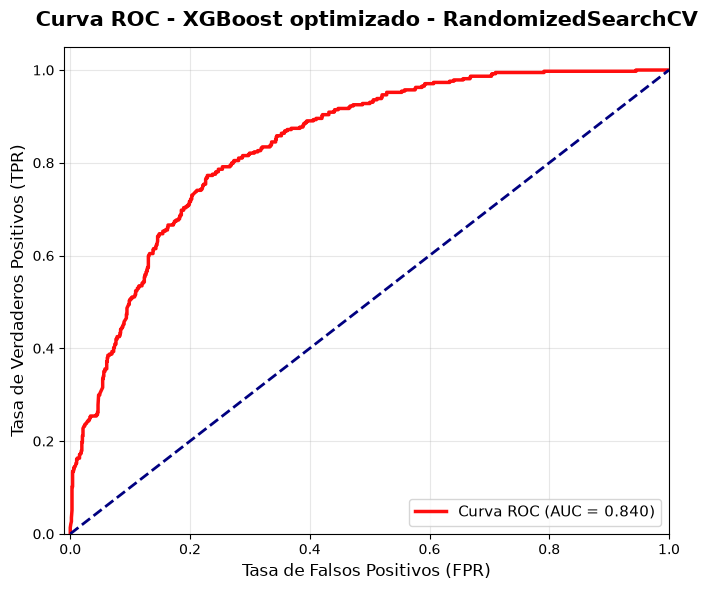 Curva ROC - XGBoost optimizado - RandomizedSearchCV
Tasa de Verdaderos Positivos (TPR)
1.0
0.8
0.6
0.4
0.2
0.0
Curva ROC (AUC = 0.840)
0.0 0.2 0.4 0.6 0.8 1.0
Tasa de Falsos Positivos (FPR)